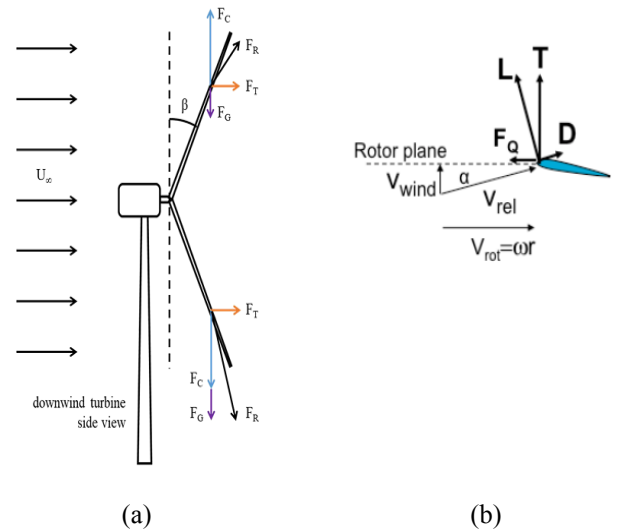 F_C
F_R
β
F_T
F_G
U_∞
F_T
F_C
downwind turbine
side view
F_G
F_R
(a)
L
T
F_Q
D
Rotor plane
V_wind
α
V_rel
V_rot=ωr
(b)